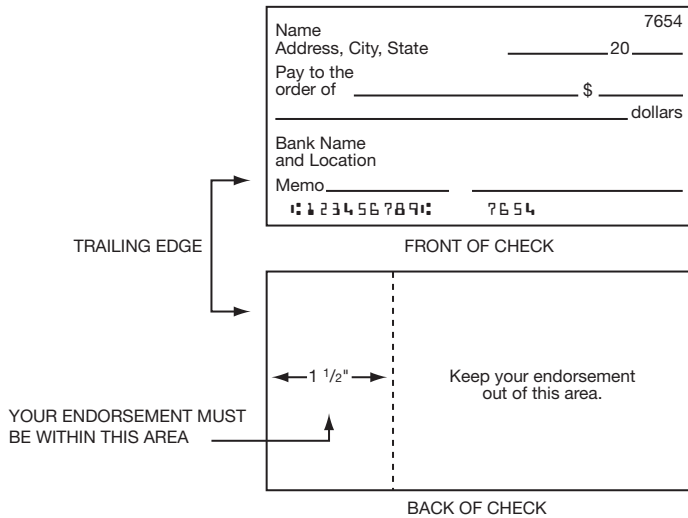 7654
Name
Address, City, State 20
Pay to the
order of $
dollars
Bank Name
and Location
Memo
⑆123456789⑆ 7654
TRAILING EDGE
FRONT OF CHECK
1 1/2"
Keep your endorsement
out of this area.
YOUR ENDORSEMENT MUST
BE WITHIN THIS AREA
BACK OF CHECK